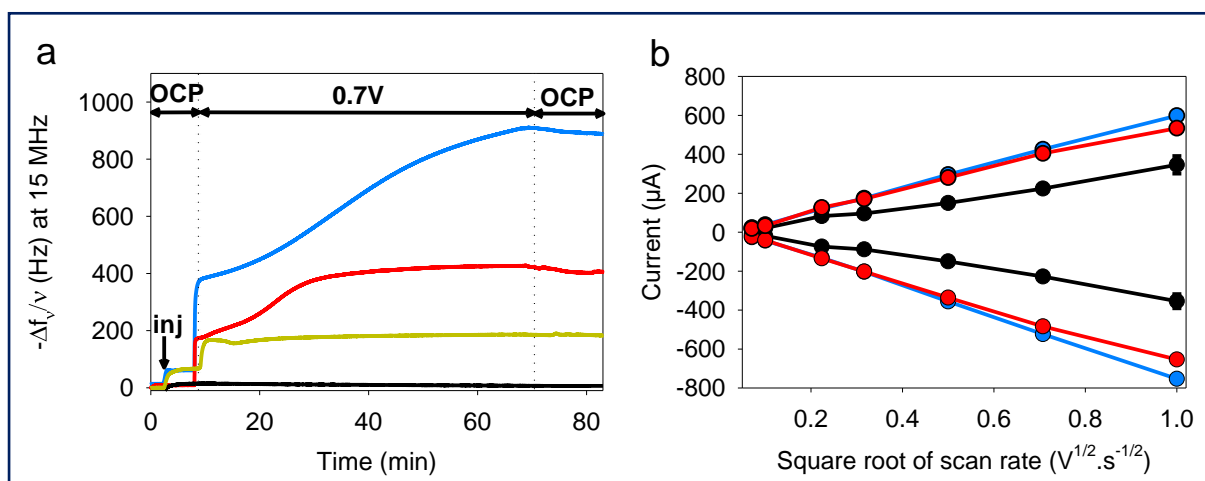 a
OCP
0.7V
OCP
inj
-Δfᵥ/ν (Hz) at 15 MHz
1000
800
600
400
200
0
0
20
40
60
80
Time (min)
b
800
600
400
200
0
-200
-400
-600
-800
Current (µA)
0.2
0.4
0.6
0.8
1.0
Square root of scan rate (V^1/2.s^-1/2)